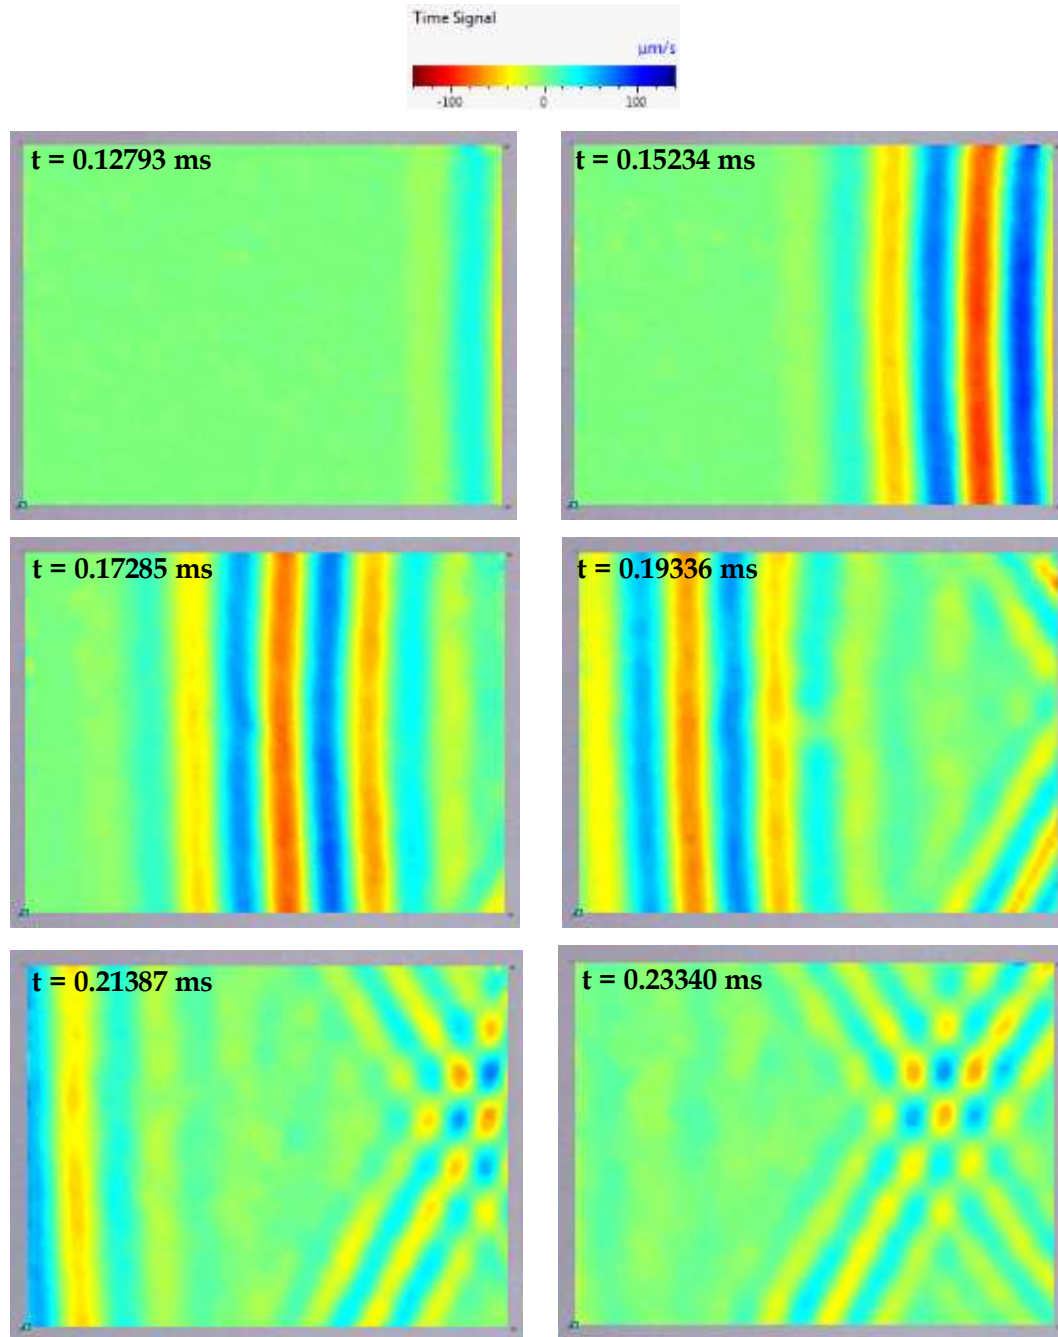 Time Signal
µm/s
-100 0 100
t = 0.12793 ms
t = 0.15234 ms
t = 0.17285 ms
t = 0.19336 ms
t = 0.21387 ms
t = 0.23340 ms